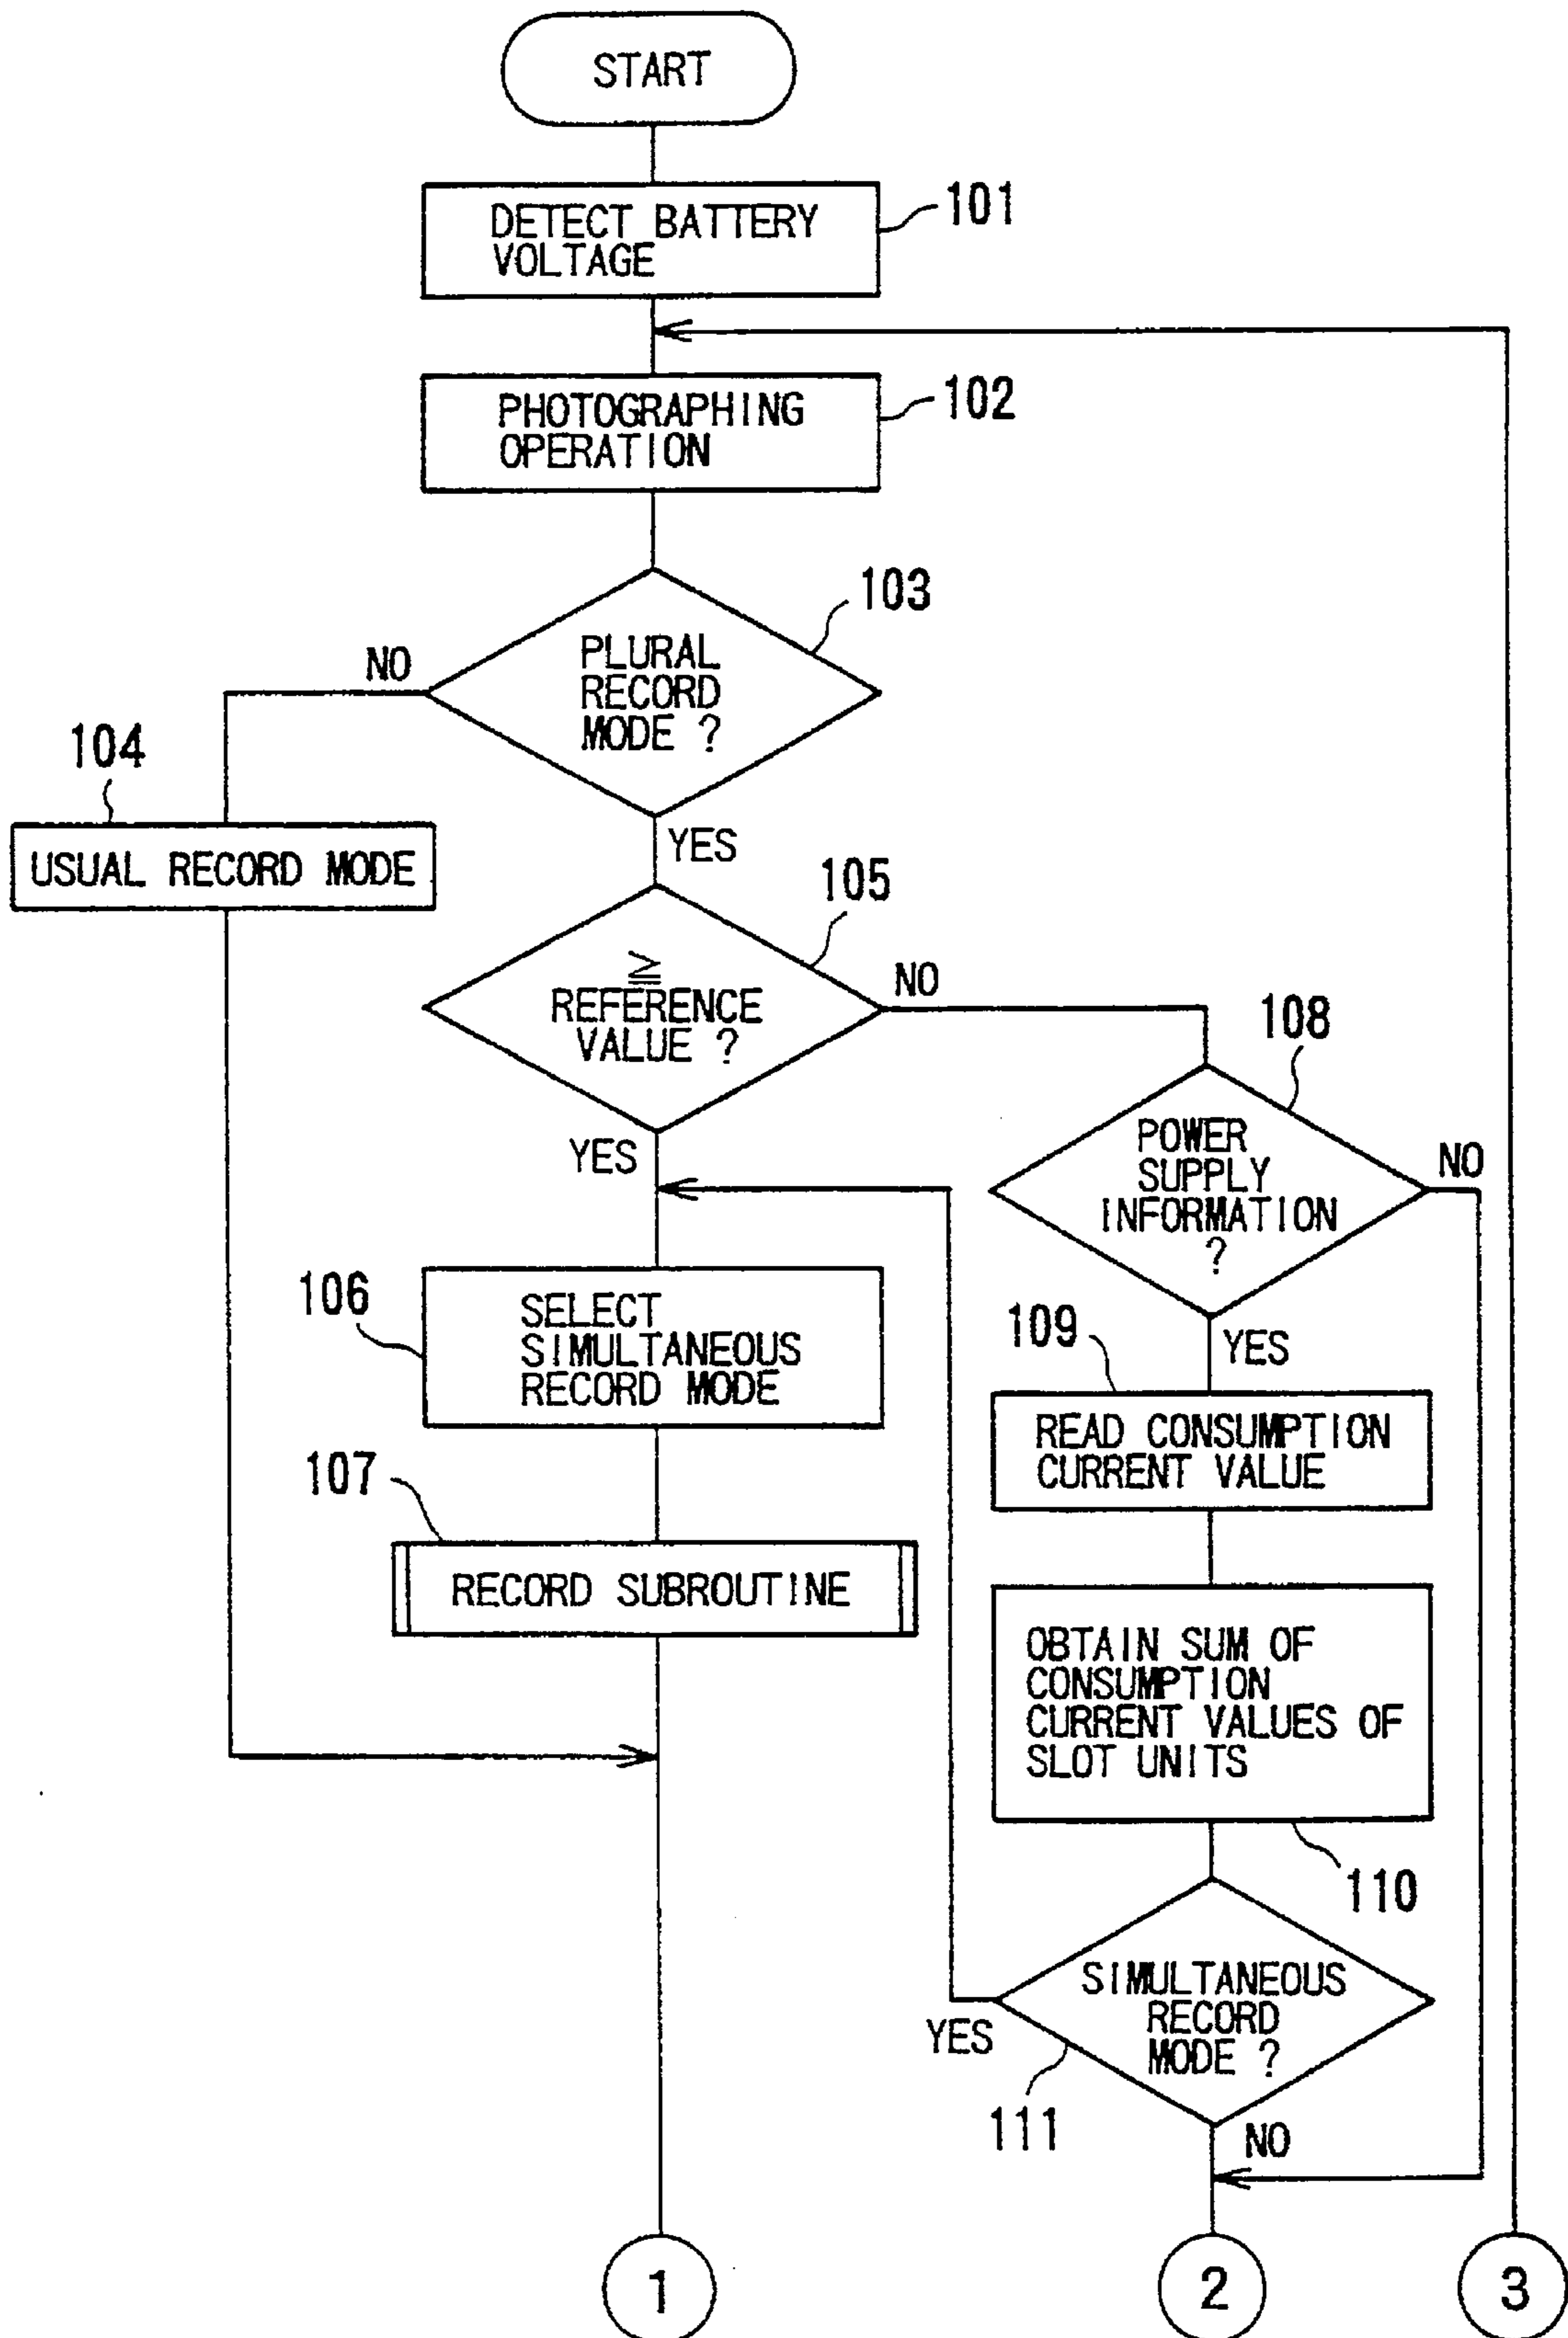 START
DETECT BATTERY
VOLTAGE
101
PHOTOGRAPHING
OPERATION
102
103
PLURAL
RECORD
MODE ?
NO
104
USUAL RECORD MODE
YES
105
≧
REFERENCE
VALUE ?
NO
108
YES
POWER
SUPPLY
INFORMATION
?
NO
106
SELECT
SIMULTANEOUS
RECORD MODE
109
YES
READ CONSUMPTION
CURRENT VALUE
107
RECORD SUBROUTINE
OBTAIN SUM OF
CONSUMPTION
CURRENT VALUES OF
SLOT UNITS
110
SIMULTANEOUS
RECORD
MODE ?
YES
111
NO
1
2
3